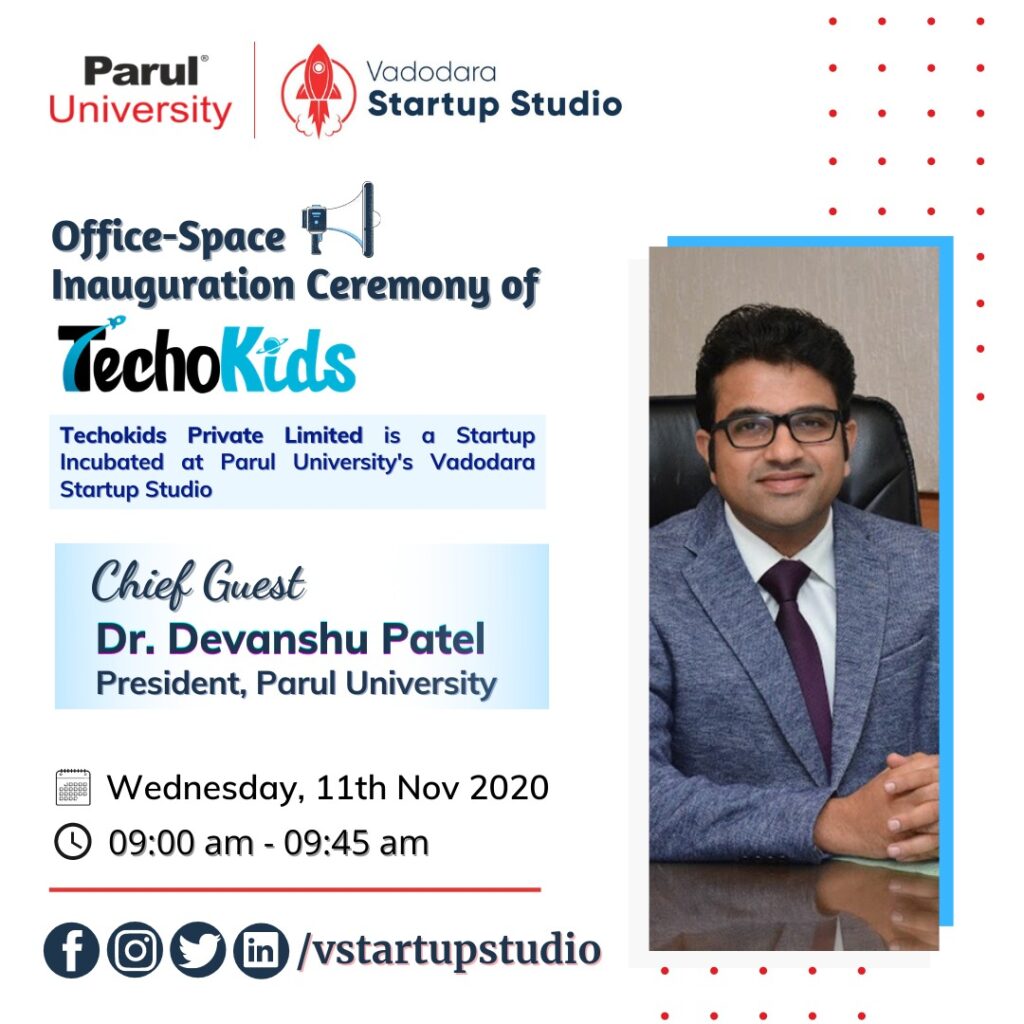 Parul®
University
Vadodara
Startup Studio
Office-Space
Inauguration Ceremony of
TechoKids
Techokids Private Limited is a Startup
Incubated at Parul University's Vadodara
Startup Studio
Chief Guest
Dr. Devanshu Patel
President, Parul University
Wednesday, 11th Nov 2020
09:00 am - 09:45 am
/vstartupstudio